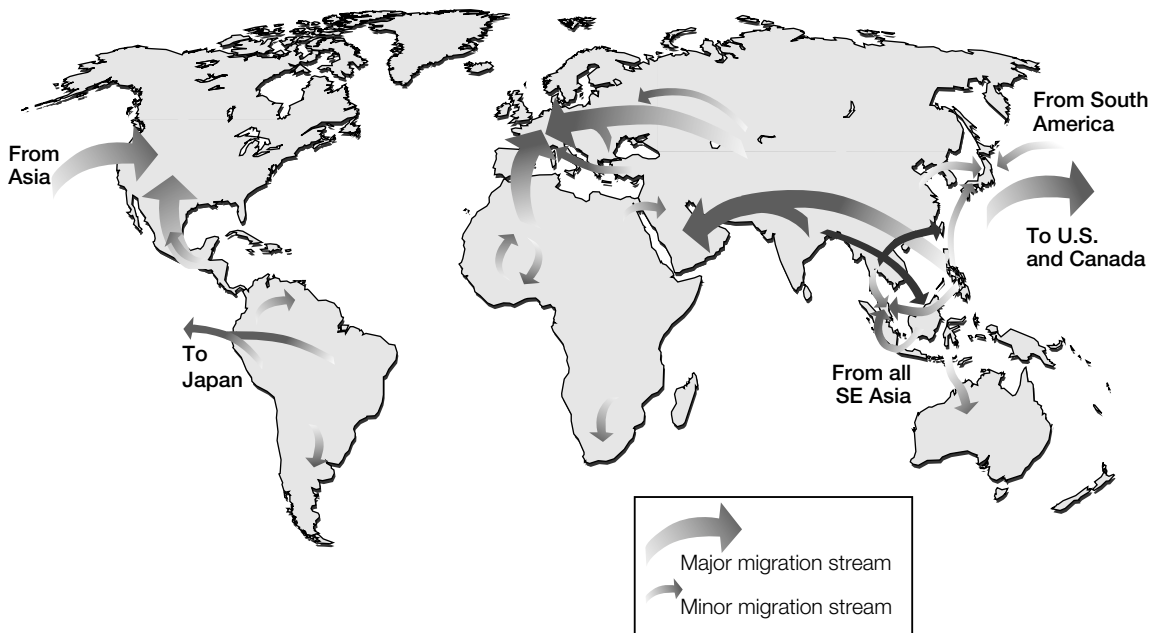 From South
America
From
Asia
To U.S.
and Canada
To
Japan
From all
SE Asia
Major migration stream
Minor migration stream